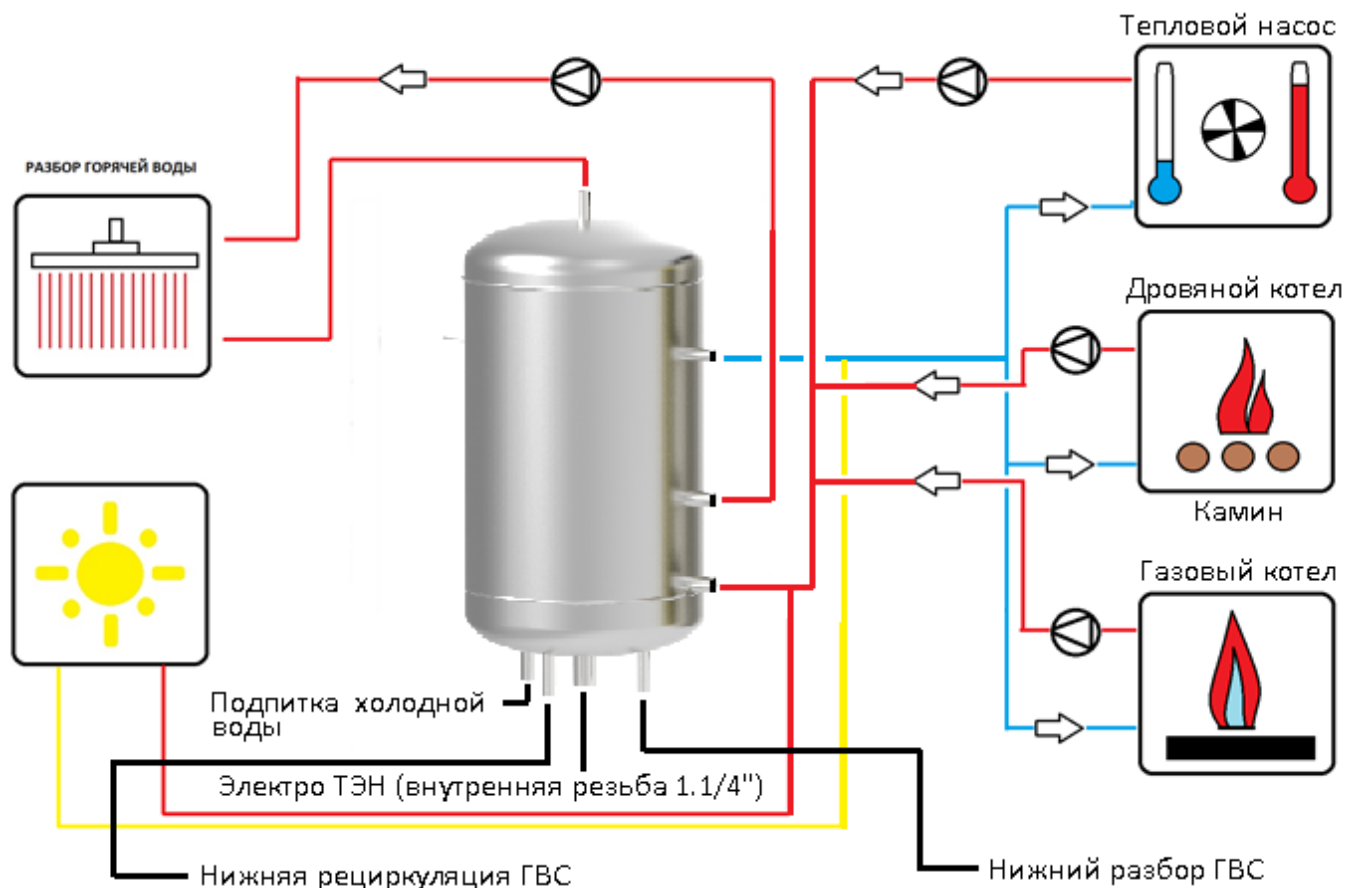 Тепловой насос
РАЗБОР ГОРЯЧЕЙ ВОДЫ
Дровяной котел
Камин
Газовый котел
Подпитка холодной
воды
Электро ТЭН (внутренняя резьба 1.1/4")
Нижняя рециркуляция ГВС
Нижний разбор ГВС